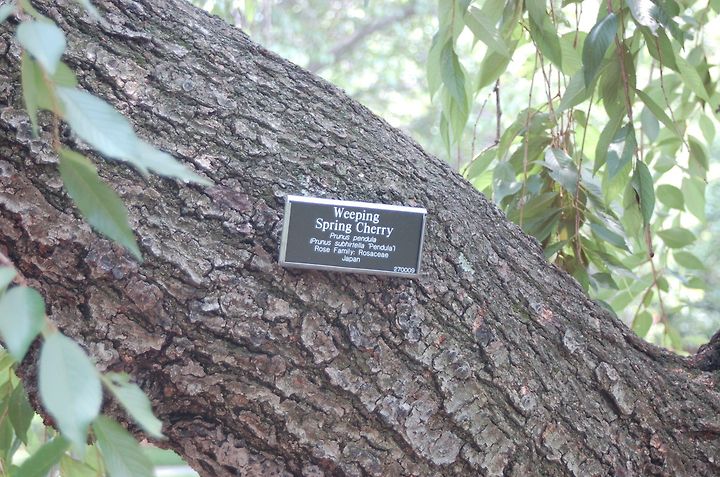 Weeping
Spring Cherry
Prunus pendula
(Prunus subhirtella 'Pendula')
Rose Family: Rosaceae
Japan
270009